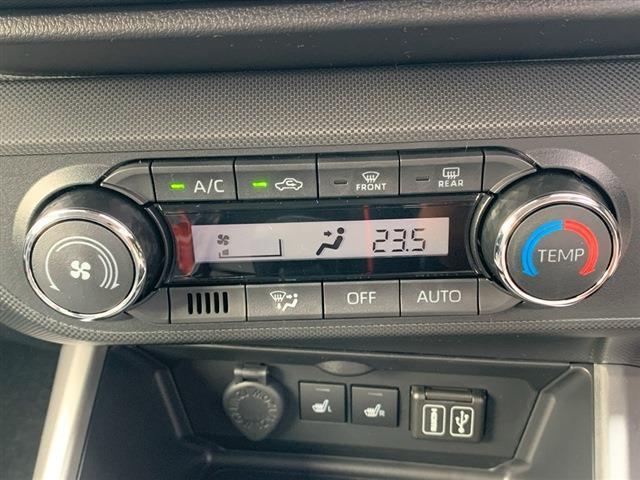 A/C
FRONT
REAR
23.5
TEMP
OFF
AUTO
L
R